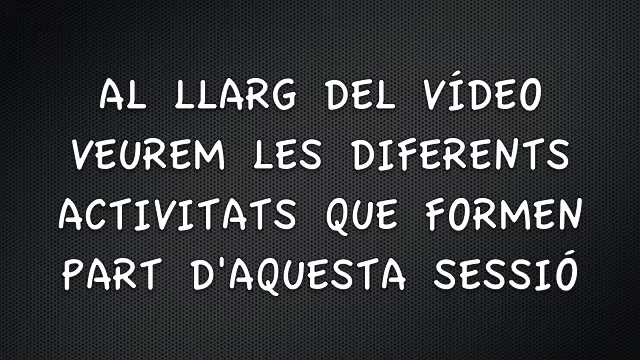 AL LLARG DEL VÍDEO
VEUREM LES DIFERENTS
ACTIVITATS QUE FORMEN
PART D'AQUESTA SESSIÓ